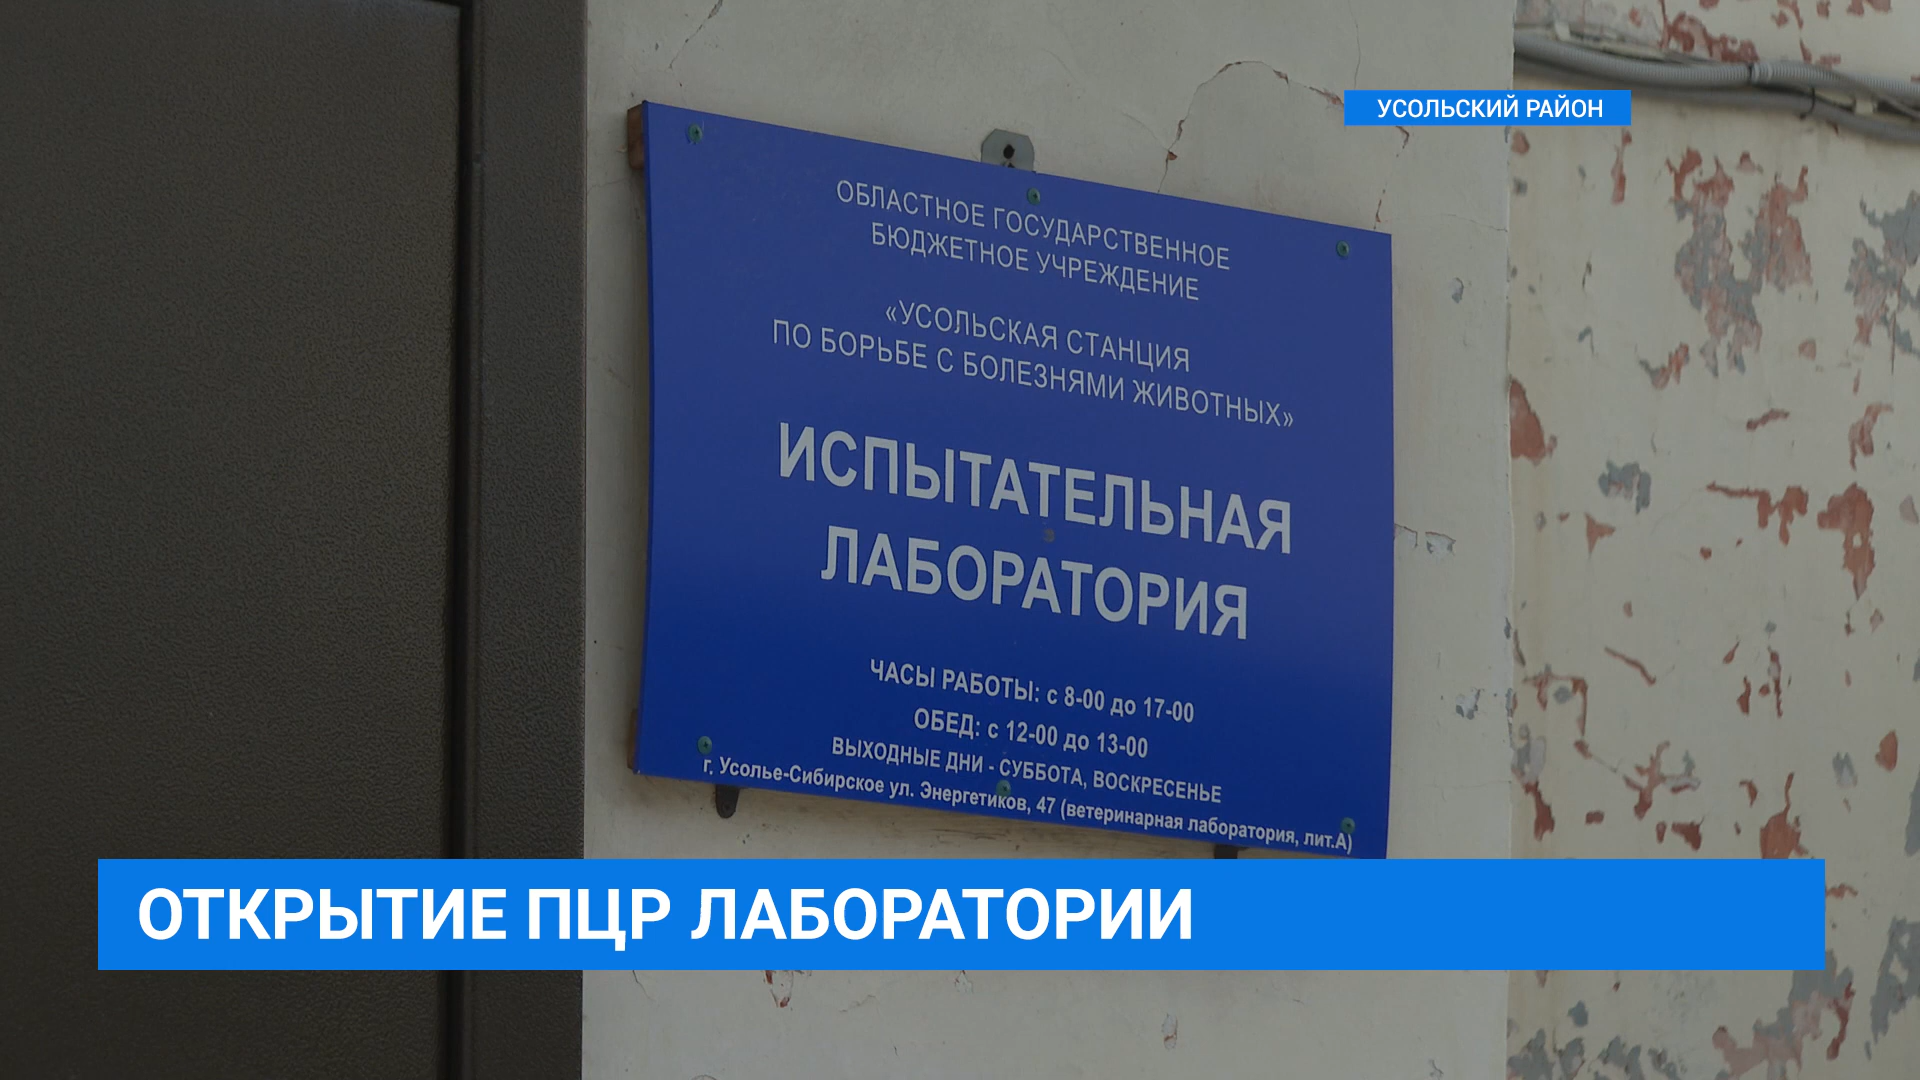 УСОЛЬСКИЙ РАЙОН
ОБЛАСТНОЕ ГОСУДАРСТВЕННОЕ
БЮДЖЕТНОЕ УЧРЕЖДЕНИЕ
«УСОЛЬСКАЯ СТАНЦИЯ
ПО БОРЬБЕ С БОЛЕЗНЯМИ ЖИВОТНЫХ»
ИСПЫТАТЕЛЬНАЯ
ЛАБОРАТОРИЯ
ЧАСЫ РАБОТЫ: с 8-00 до 17-00
ОБЕД: с 12-00 до 13-00
ВЫХОДНЫЕ ДНИ - СУББОТА, ВОСКРЕСЕНЬЕ
г. Усолье-Сибирское ул. Энергетиков, 47 (ветеринарная лаборатория, лит.А)
ОТКРЫТИЕ ПЦР ЛАБОРАТОРИИ